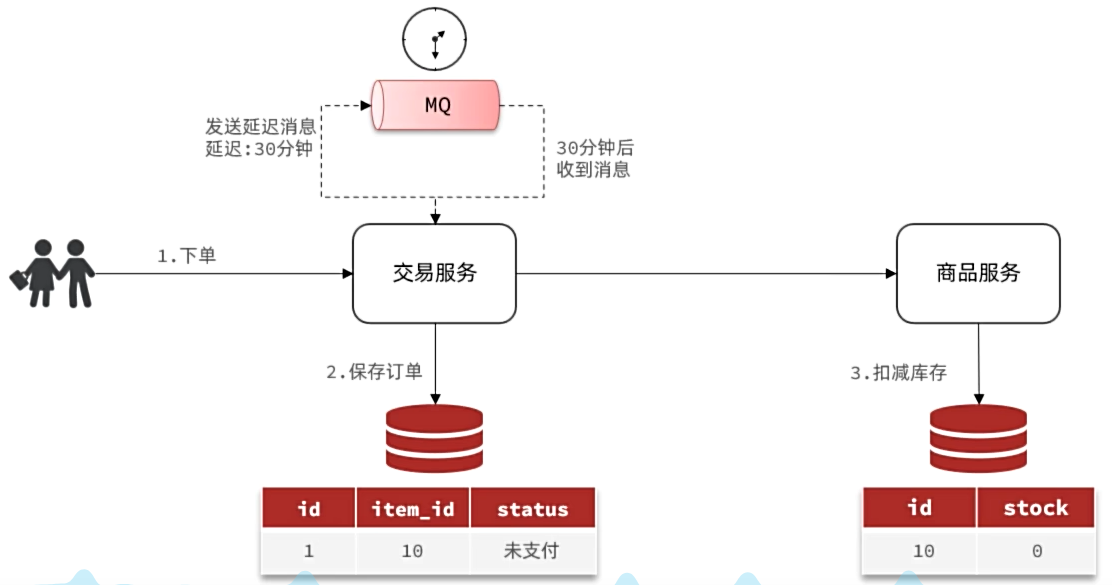 MQ
发送延迟消息
延迟:30分钟
30分钟后
收到消息
1.下单
交易服务
商品服务
2.保存订单
3.扣减库存
id item_id status
1 10 未支付
id stock
10 0